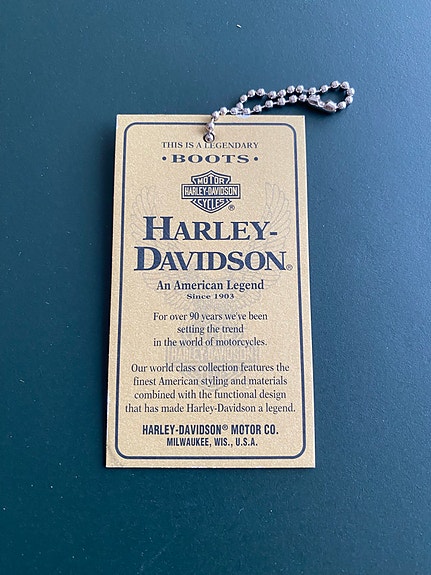 THIS IS A LEGENDARY
• BOOTS •
MOTOR
HARLEY-DAVIDSON
CYCLES
®
HARLEY-
DAVIDSON®
An American Legend
Since 1903
For over 90 years we've been
setting the trend
in the world of motorcycles.
Our world class collection features the
finest American styling and materials
combined with the functional design
that has made Harley-Davidson a legend.
HARLEY-DAVIDSON® MOTOR CO.
MILWAUKEE, WIS., U.S.A.